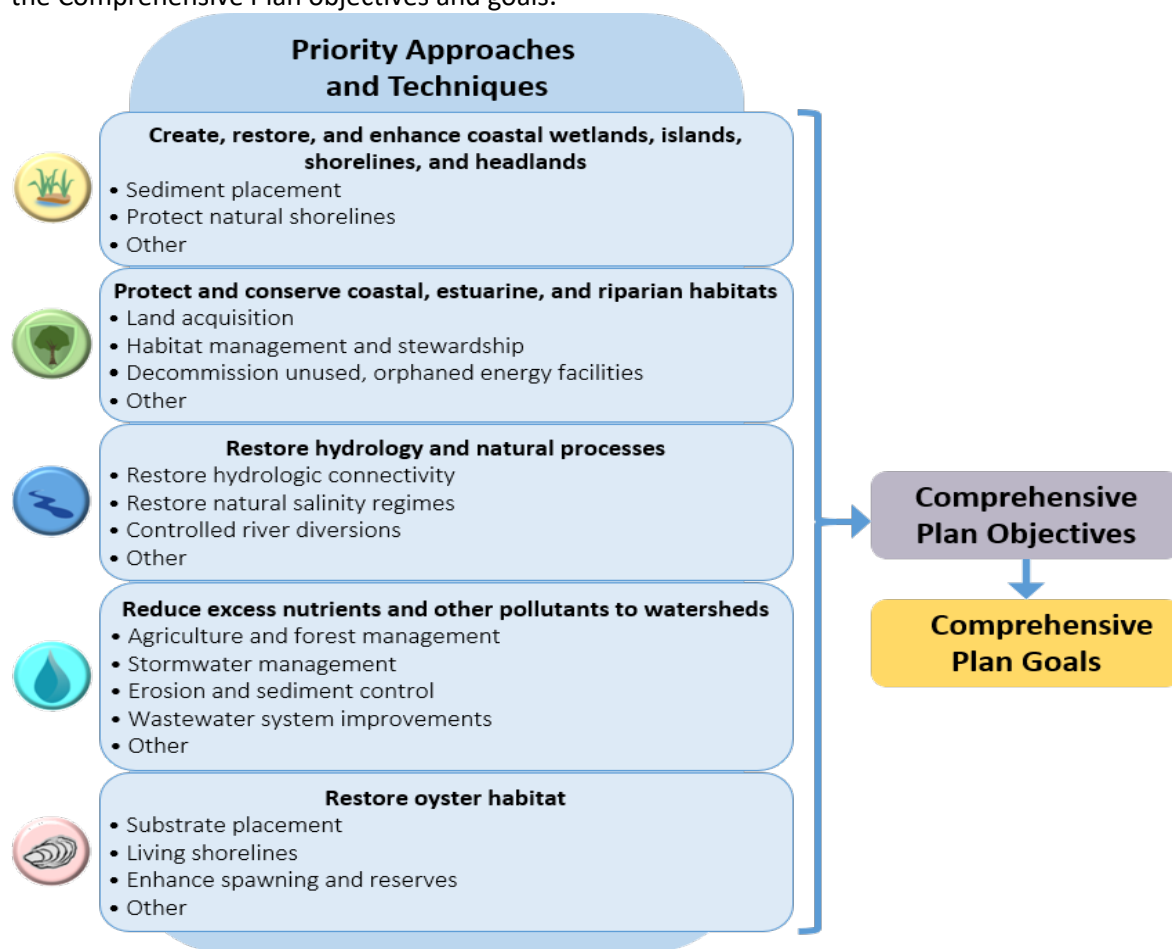 the Comprehensive Plan objectives and goals.
Priority Approaches
and Techniques
Create, restore, and enhance coastal wetlands, islands,
shorelines, and headlands
• Sediment placement
• Protect natural shorelines
• Other
Protect and conserve coastal, estuarine, and riparian habitats
• Land acquisition
• Habitat management and stewardship
• Decommission unused, orphaned energy facilities
• Other
Restore hydrology and natural processes
• Restore hydrologic connectivity
• Restore natural salinity regimes
• Controlled river diversions
• Other
Reduce excess nutrients and other pollutants to watersheds
• Agriculture and forest management
• Stormwater management
• Erosion and sediment control
• Wastewater system improvements
• Other
Restore oyster habitat
• Substrate placement
• Living shorelines
• Enhance spawning and reserves
• Other
Comprehensive
Plan Objectives
Comprehensive
Plan Goals